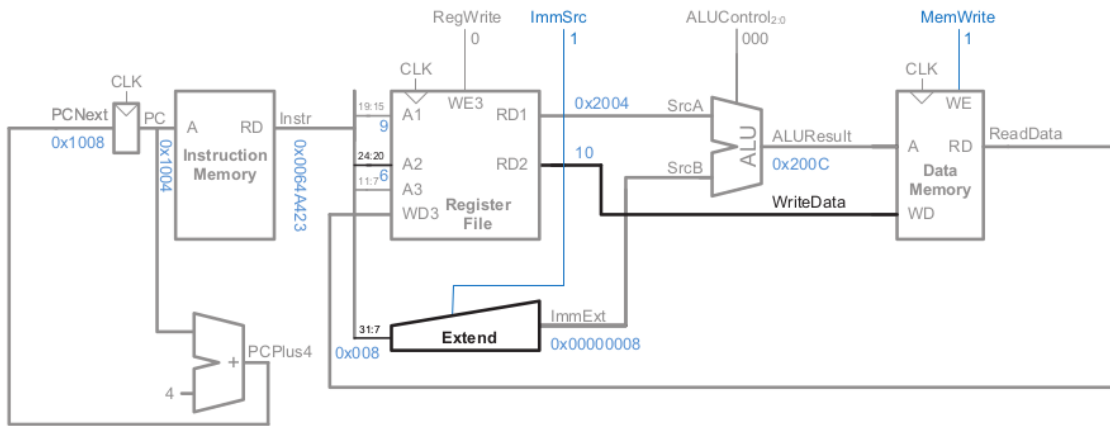 RegWrite
0
ImmSrc
1
ALUControl2:0
000
MemWrite
1
CLK
CLK
CLK
PCNext
0x1008
PC
0x1004
A
RD
Instruction
Memory
Instr
0x0064A423
19:15
9
A1
WE3
RD1
0x2004
SrcA
24:20
6
A2
RD2
10
11:7
A3
WD3
Register
File
SrcB
ALU
ALUResult
0x200C
WriteData
WE
A
RD
ReadData
Data
Memory
WD
31:7
0x008
Extend
ImmExt
0x00000008
4
+
PCPlus4